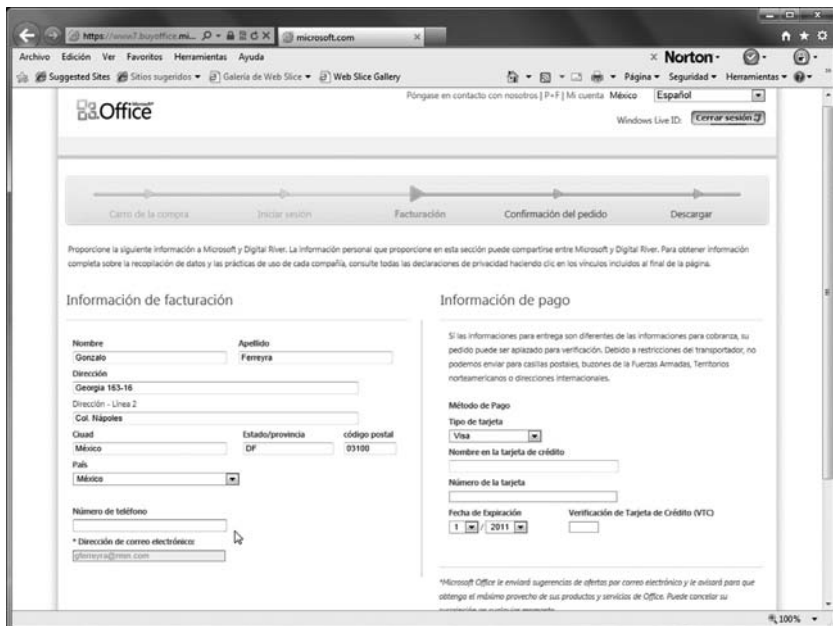 https://www7.buyoffice.mi...
microsoft.com
Archivo Edición Ver Favoritos Herramientas Ayuda
× Norton
Suggested Sites Sitios sugeridos Galería de Web Slice Web Slice Gallery
Página Seguridad Herramientas
Póngase en contacto con nosotros | P+F | Mi cuenta México Español
Microsoft
Office
Windows Live ID: Cerrar sesión
Carro de la compra Iniciar sesión Facturación Confirmación del pedido Descargar
Proporcione la siguiente información a Microsoft y Digital River. La información personal que proporcione en esta sección puede compartirse entre Microsoft y Digital River. Para obtener información
completa sobre la recopilación de datos y las prácticas de uso de cada compañía, consulte todas las declaraciones de privacidad haciendo clic en los vínculos incluidos al final de la página.
Información de facturación
Nombre Apellido
Gonzalo Ferreyra
Dirección
Georgia 163-16
Dirección - Línea 2
Col. Nápoles
Ciuad Estado/provincia código postal
México DF 03100
País
México
Número de teléfono
* Dirección de correo electrónico:
gferreyra@rmn.com
Información de pago
Si las informaciones para entrega son diferentes de las informaciones para cobranza, su
pedido puede ser aplazado para verificación. Debido a restricciones del transportador, no
podemos enviar para casillas postales, buzones de la Fuerzas Armadas, Territorios
norteamericanos o direcciones internacionales.
Método de Pago
Tipo de tarjeta
Visa
Nombre en la tarjeta de crédito
Número de la tarjeta
Fecha de Expiración Verificación de Tarjeta de Crédito (VTC)
1 / 2011
*Microsoft Office le enviará sugerencias de ofertas por correo electrónico y le avisará para que
obtenga el máximo provecho de sus productos y servicios de Office. Puede cancelar su
100%